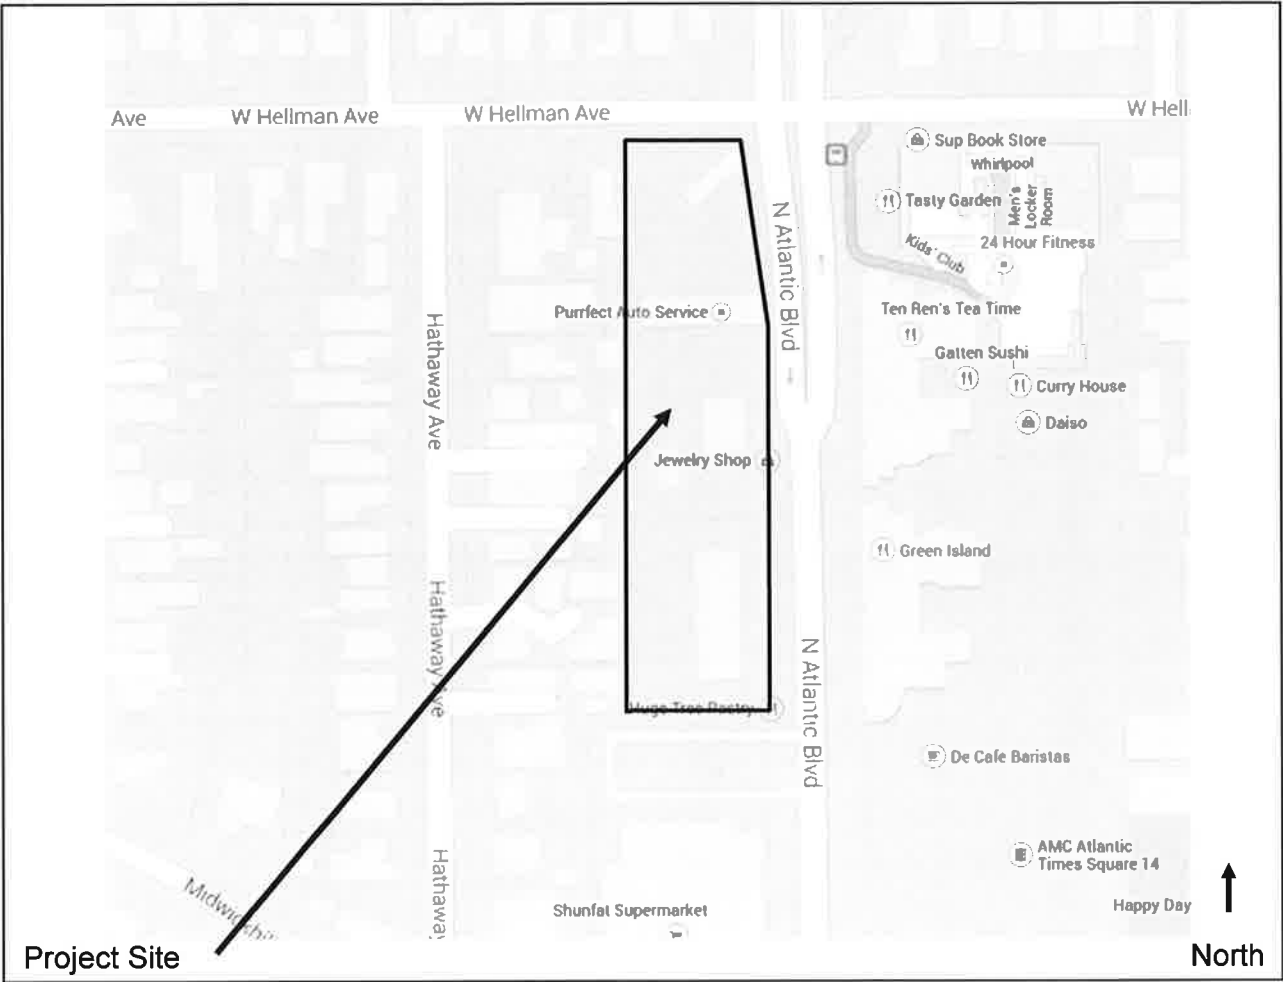 Ave
W Hellman Ave
W Hellman Ave
W Hell
Sup Book Store
Whirlpool
Men's
Locker
Room
Tasty Garden
Kids' Club
24 Hour Fitness
N Atlantic Blvd
Purrfect Auto Service
Ten Ren's Tea Time
Gatten Sushi
Curry House
Daiso
Hathaway Ave
Jewelry Shop
Green Island
Hathaway Ave
N Atlantic Blvd
Huge Tree Pastry
De Cafe Baristas
AMC Atlantic
Times Square 14
Hathaway
Shunfat Supermarket
Happy Day
Project Site
North